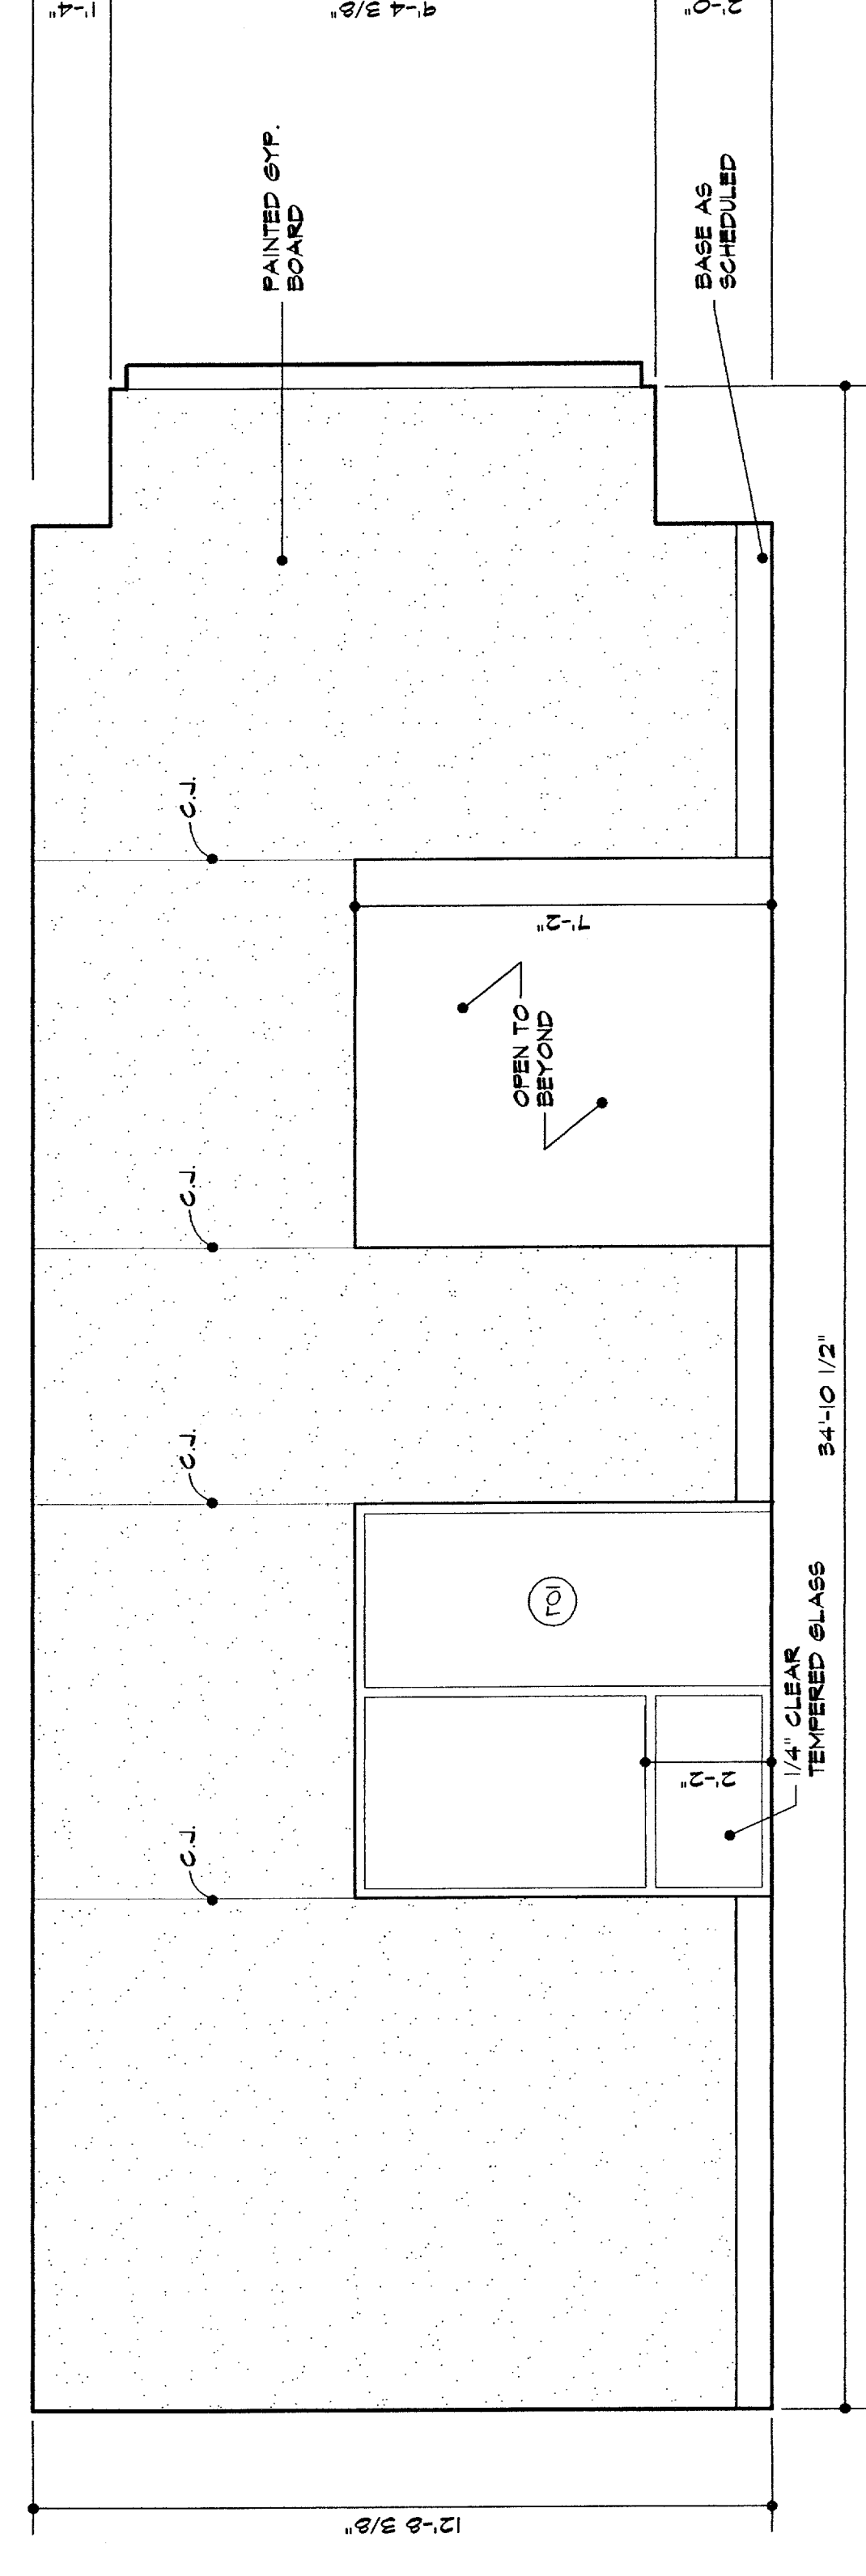 1'-4"
9'-4 3/8"
2'-0"
PAINTED GYP.
BOARD
BASE AS
SCHEDULED
C.J.
C.J.
C.J.
C.J.
7'-2"
OPEN TO
BEYOND
101
2'-2"
1/4" CLEAR
TEMPERED GLASS
34'-10 1/2"
12'-8 3/8"